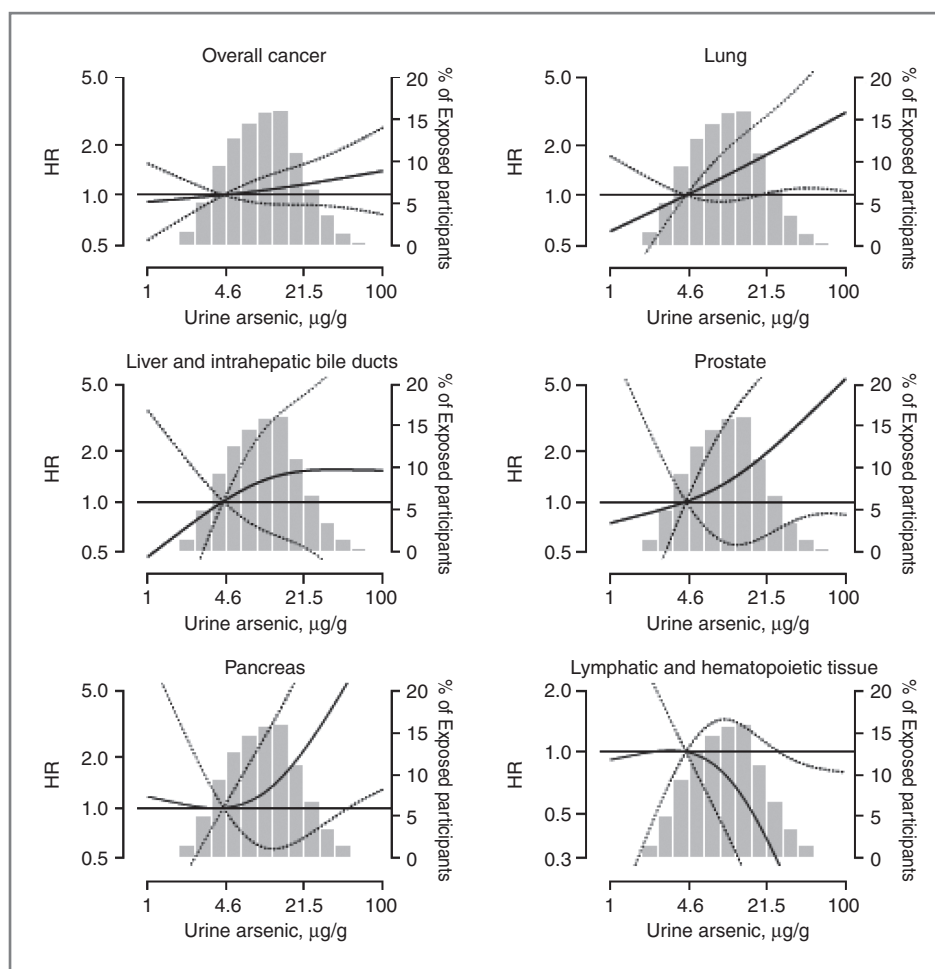 Overall cancer
5.0
2.0
1.0
0.5
HR
20
15
10
5
0
% of Exposed participants
1 4.6 21.5 100
Urine arsenic, μg/g
Lung
5.0
2.0
1.0
0.5
HR
20
15
10
5
0
% of Exposed participants
1 4.6 21.5 100
Urine arsenic, μg/g
Liver and intrahepatic bile ducts
5.0
2.0
1.0
0.5
HR
20
15
10
5
0
% of Exposed participants
1 4.6 21.5 100
Urine arsenic, μg/g
Prostate
5.0
2.0
1.0
0.5
HR
20
15
10
5
0
% of Exposed participants
1 4.6 21.5 100
Urine arsenic, μg/g
Pancreas
5.0
2.0
1.0
0.5
HR
20
15
10
5
0
% of Exposed participants
1 4.6 21.5 100
Urine arsenic, μg/g
Lymphatic and hematopoietic tissue
2.0
1.0
0.5
0.3
HR
20
15
10
5
0
% of Exposed participants
1 4.6 21.5 100
Urine arsenic, μg/g